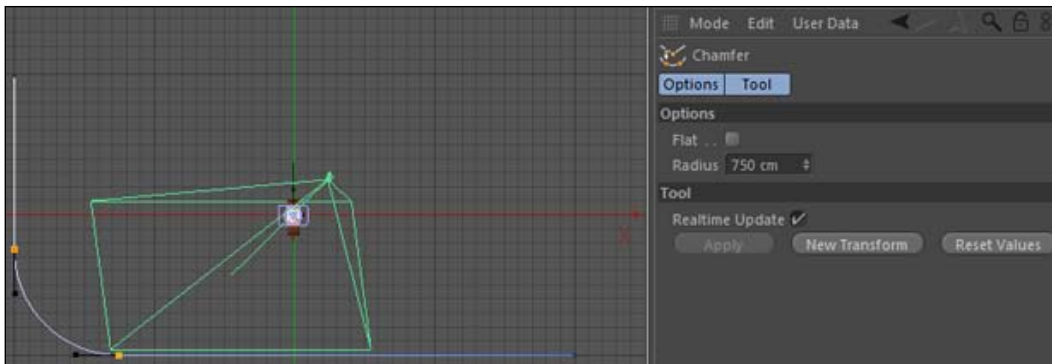 Mode Edit User Data
Chamfer
Options Tool
Options
Flat . .
Radius 750 cm
Tool
Realtime Update
Apply New Transform Reset Values
X